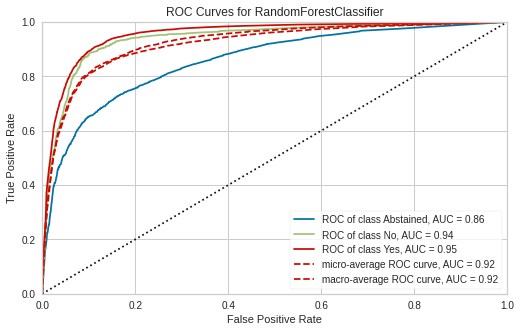 ROC Curves for RandomForestClassifier
True Positive Rate
1.0
0.8
0.6
0.4
0.2
0.0
ROC of class Abstained, AUC = 0.86
ROC of class No, AUC = 0.94
ROC of class Yes, AUC = 0.95
micro-average ROC curve, AUC = 0.92
macro-average ROC curve, AUC = 0.92
0.0 0.2 0.4 0.6 0.8 1.0
False Positive Rate